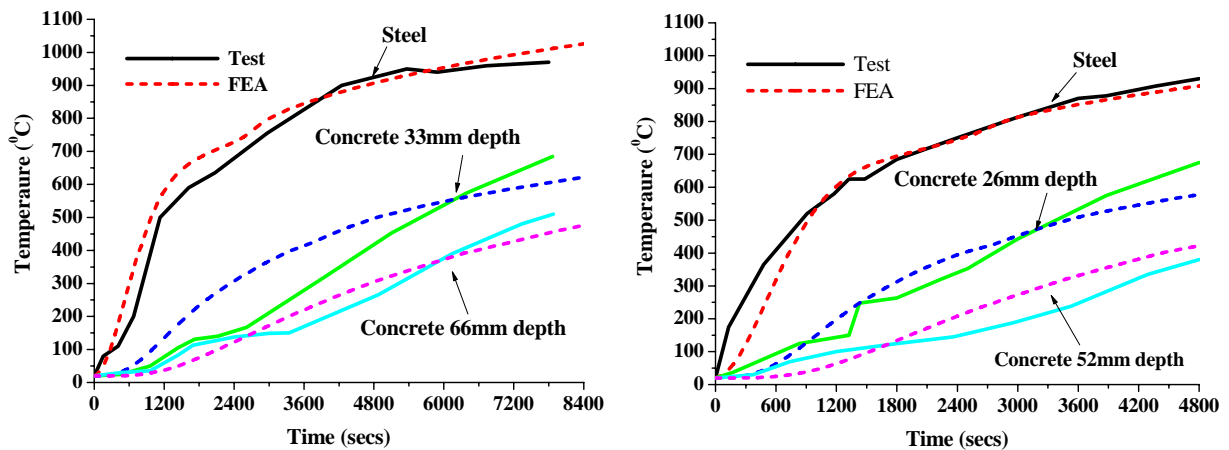 1100
1000
900
800
700
600
500
400
300
200
100
0
Temperaure (⁰C)
Test
FEA
Steel
Concrete 33mm depth
Concrete 66mm depth
0 1200 2400 3600 4800 6000 7200 8400
Time (secs)
1100
1000
900
800
700
600
500
400
300
200
100
0
Temperaure (⁰C)
Test
FEA
Steel
Concrete 26mm depth
Concrete 52mm depth
0 600 1200 1800 2400 3000 3600 4200 4800
Time (secs)